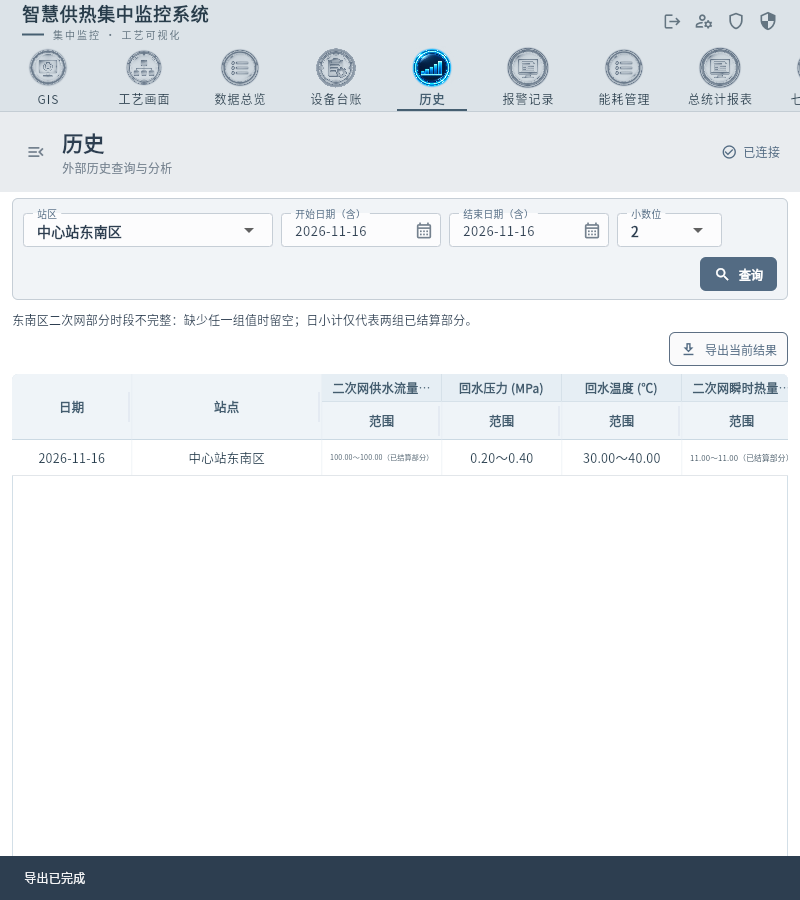 智慧供热集中监控系统
集中监控 · 工艺可视化
GIS
工艺画面
数据总览
设备台账
历史
报警记录
能耗管理
总统计报表
七
历史
外部历史查询与分析
已连接
站区
中心站东南区
开始日期（含）
2026-11-16
结束日期（含）
2026-11-16
小数位
2
查询
东南区二次网部分时段不完整：缺少任一组值时留空；日小计仅代表两组已结算部分。
导出当前结果
日期
站点
二次网供水流量…
回水压力 (MPa)
回水温度 (℃)
二次网瞬时热量…
范围
范围
范围
范围
2026-11-16
中心站东南区
100.00～100.00（已结算部分）
0.20～0.40
30.00～40.00
11.00～11.00（已结算部分）
导出已完成